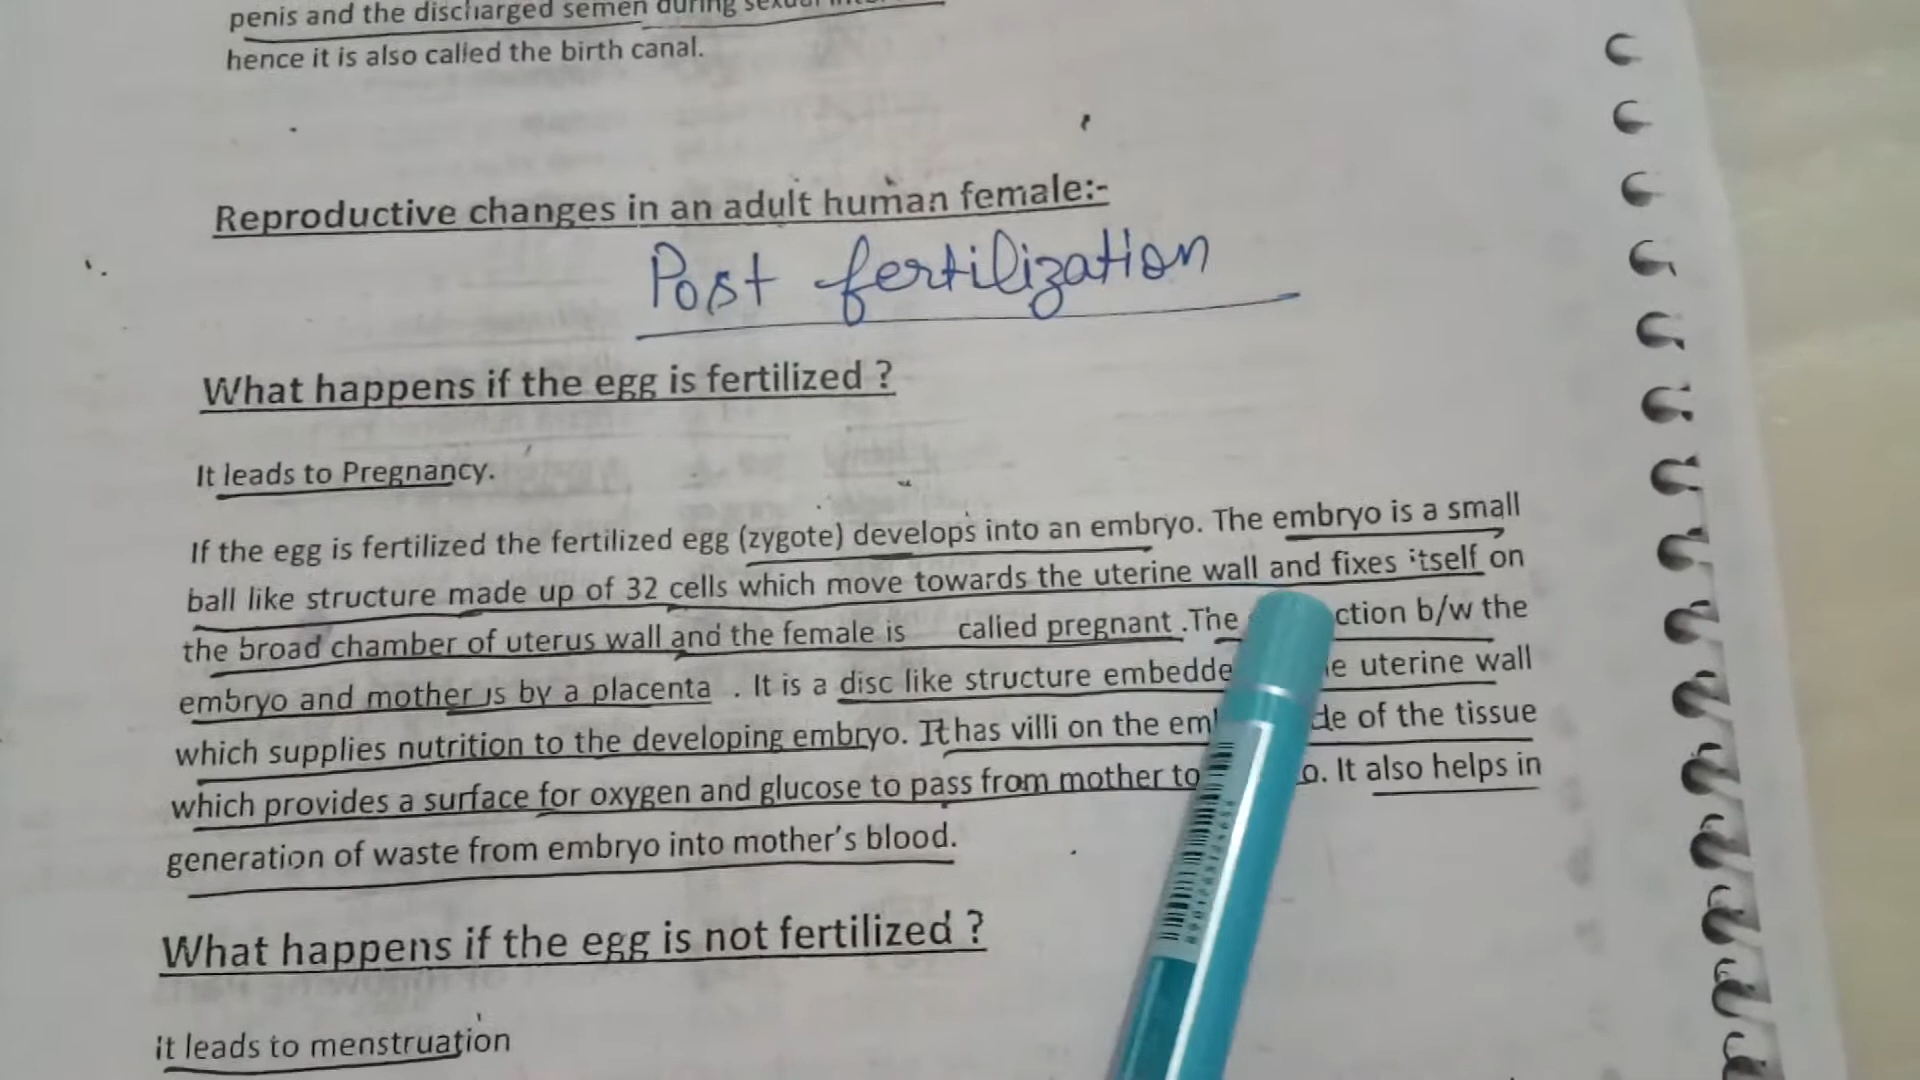 penis and the discharged semen during sexual
hence it is also called the birth canal.
Reproductive changes in an adult human female:-
Post fertilization
What happens if the egg is fertilized ?
It leads to Pregnancy.
If the egg is fertilized the fertilized egg (zygote) develops into an embryo. The embryo is a small
ball like structure made up of 32 cells which move towards the uterine wall and fixes itself on
the broad chamber of uterus wall and the female is called pregnant .The ction b/w the
embryo and mother is by a placenta . It is a disc like structure embedde uterine wall
which supplies nutrition to the developing embryo. It has villi on the of the tissue
which provides a surface for oxygen and glucose to pass from mother to . It also helps in
generation of waste from embryo into mother's blood.
What happens if the egg is not fertilized ?
it leads to menstruation